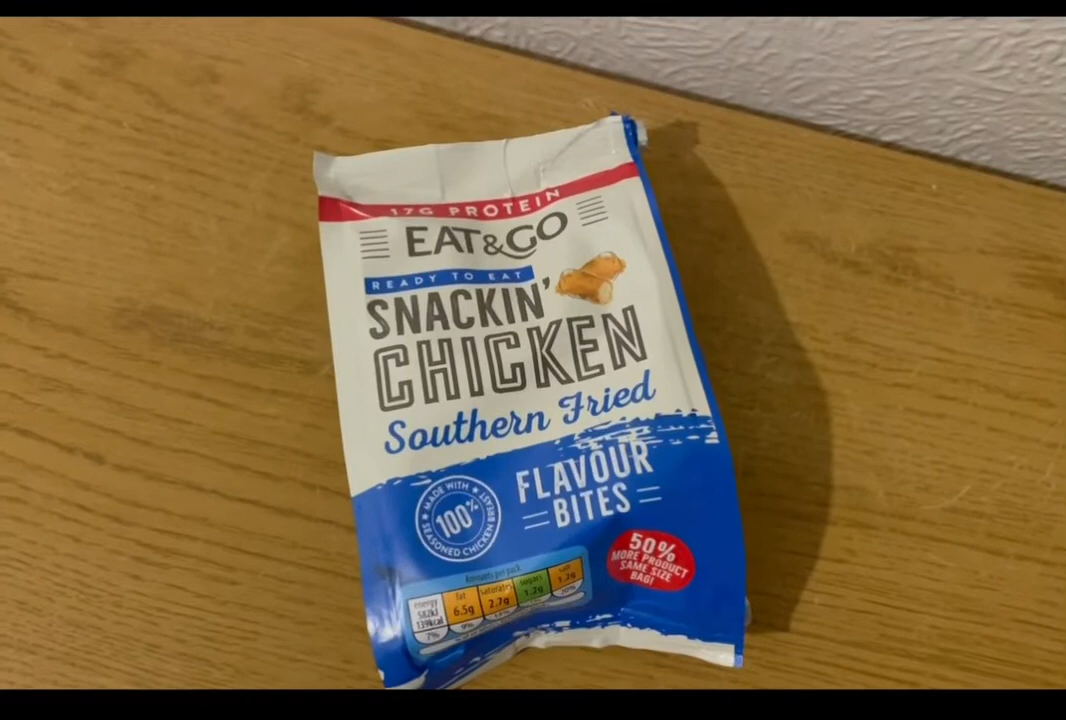 17G PROTEIN
EAT&GO
READY TO EAT
SNACKIN'
CHICKEN
Southern Fried
FLAVOUR
BITES
MADE WITH
100%
SEASONED CHICKEN BREAST
50%
MORE PRODUCT
SAME SIZE
BAG!
Amounts per pack
energy fat saturates sugars salt
582kJ 6.5g 2.7g 1.2g 1.2g
139kcal
7% 9% 20%